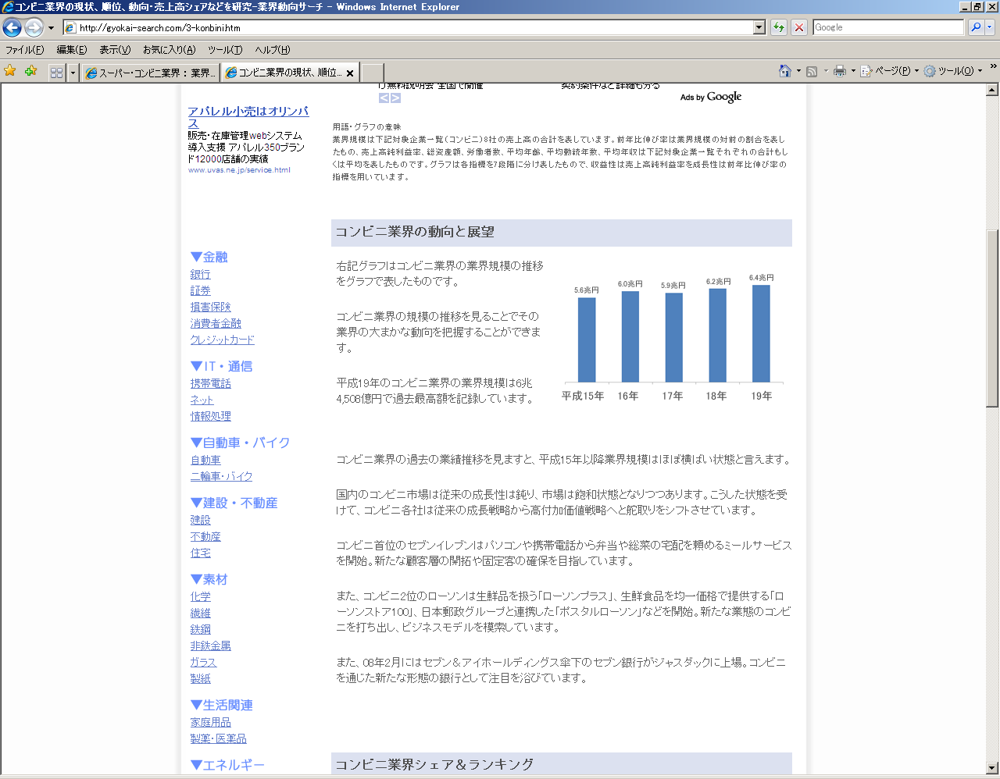 コンビニ業界の現状、順位、動向・売上高シェアなどを研究-業界動向サーチ - Windows Internet Explorer
http://gyokai-search.com/3-konbini.htm
Google
ファイル(F) 編集(E) 表示(V) お気に入り(A) ツール(T) ヘルプ(H)
スーパー・コンビニ業界： 業界...
コンビニ業界の現状、順位...
ページ(P) ツール(O)
無料説明会 全国で開催
契約条件など詳細も分る
Ads by Google
アパレル小売はオリンパ
ス
販売・在庫管理webシステム
導入支援 アパレル350ブラン
ド12000店舗の実績
www.uvas.ne.jp/service.html
用語・グラフの意味
業界規模は下記対象企業一覧(コンビニ)8社の売上高の合計を表しています。前年比伸び率は業界規模の対前の割合を表し
たもの、売上高純利益率、総資産額、労働者数、平均年齢、平均勤続年数、平均年収は下記対象企業一覧それぞれの合計もし
くは平均を表したものです。グラフは各指標を7段階に分け表したもので、収益性は売上高純利益率を成長性は前年比伸び率の
指標を用いています。
▼金融
銀行
証券
損害保険
消費者金融
クレジットカード
▼IT・通信
携帯電話
ネット
情報処理
▼自動車・バイク
自動車
二輪車・バイク
▼建設・不動産
建設
不動産
住宅
▼素材
化学
繊維
鉄鋼
非鉄金属
ガラス
製紙
▼生活関連
家庭用品
製薬・医薬品
▼エネルギー
コンビニ業界の動向と展望
右記グラフはコンビニ業界の業界規模の推移
をグラフで表したものです。
コンビニ業界の規模の推移を見ることでその
業界の大まかな動向を把握することができま
す。
平成19年のコンビニ業界の業界規模は6兆
4,508億円で過去最高額を記録しています。
5.6兆円 6.0兆円 5.9兆円 6.2兆円 6.4兆円
平成15年 16年 17年 18年 19年
コンビニ業界の過去の業績推移を見ますと、平成15年以降業界規模はほぼ横ばい状態と言えます。
国内のコンビニ市場は従来の成長性は鈍り、市場は飽和状態となりつつあります。こうした状態を受
けて、コンビニ各社は従来の成長戦略から高付加価値戦略へと舵取りをシフトさせています。
コンビニ首位のセブンイレブンはパソコンや携帯電話から弁当や総菜の宅配を頼めるミールサービス
を開始。新たな顧客層の開拓や固定客の確保を目指しています。
また、コンビニ2位のローソンは生鮮品を扱う「ローソンプラス」、生鮮食品を均一価格で提供する「ロ
ーソンストア100」、日本郵政グループと連携した「ポスタルローソン」などを開始。新たな業態のコンビ
ニを打ち出し、ビジネスモデルを模索しています。
また、08年2月にはセブン＆アイホールディングス傘下のセブン銀行がジャスダックに上場。コンビニ
を通じた新たな形態の銀行として注目を浴びています。
コンビニ業界シェア＆ランキング